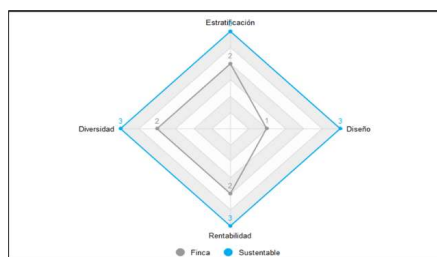 Estratificación
3
2
Diversidad
3
2
1
3
Diseño
2
3
Rentabilidad
Finca
Sustentable